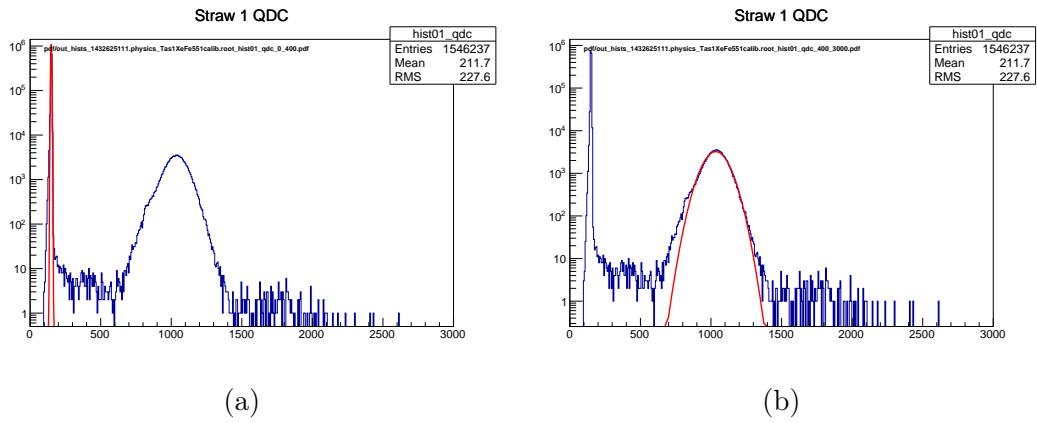 Straw 1 QDC
pdf/out_hists_1432625111.physics_Tas1XeFe551calib.root_hist01_qdc_0_400.pdf
hist01_qdc
Entries 1546237
Mean 211.7
RMS 227.6
10^6
10^5
10^4
10^3
10^2
10
1
0 500 1000 1500 2000 2500 3000
(a)
Straw 1 QDC
pdf/out_hists_1432625111.physics_Tas1XeFe551calib.root_hist01_qdc_400_3000.pdf
hist01_qdc
Entries 1546237
Mean 211.7
RMS 227.6
10^6
10^5
10^4
10^3
10^2
10
1
0 500 1000 1500 2000 2500 3000
(b)